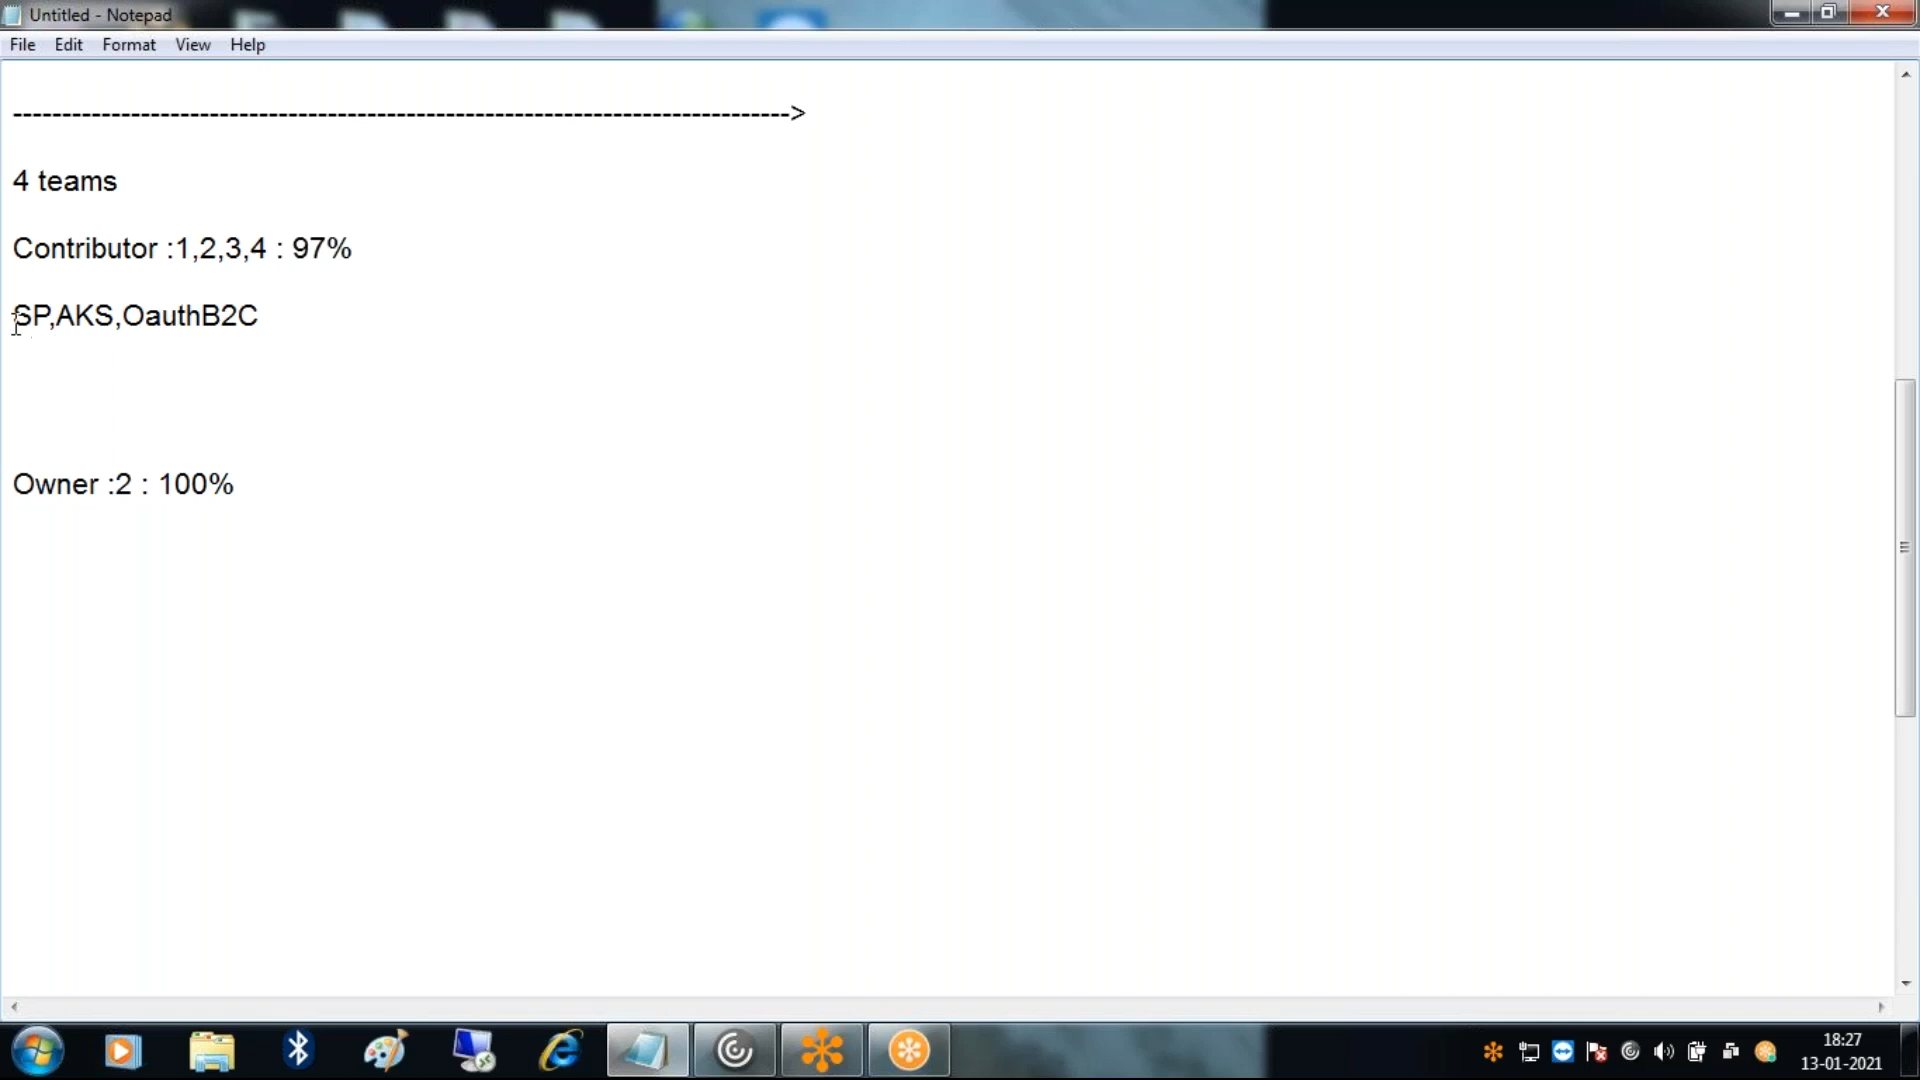 Untitled - Notepad
File Edit Format View Help
------------------------------------------------------------------------------->
4 teams
Contributor :1,2,3,4 : 97%
SP,AKS,OauthB2C
Owner :2 : 100%
18:27
13-01-2021